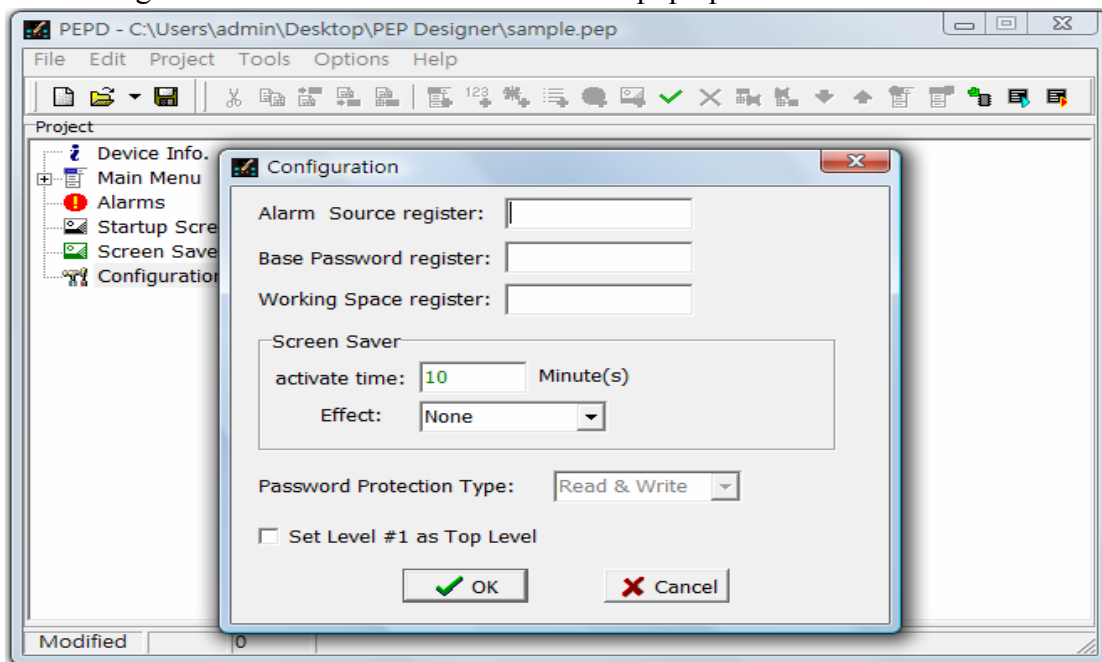 PEPD - C:\Users\admin\Desktop\PEP Designer\sample.pep
File Edit Project Tools Options Help
123
Project
Device Info.
Main Menu
Alarms
Startup Scre
Screen Save
Configuration
Configuration
Alarm Source register:
Base Password register:
Working Space register:
Screen Saver
activate time: 10 Minute(s)
Effect: None
Password Protection Type: Read & Write
Set Level #1 as Top Level
OK Cancel
Modified 0